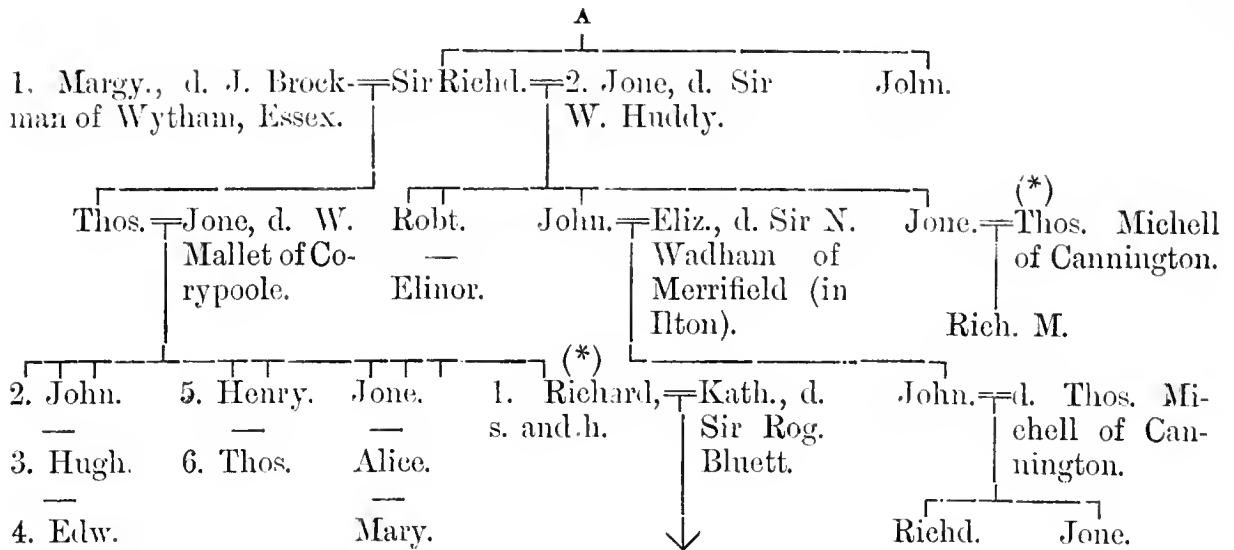 A
1. Margy., d. J. Brock- Sir Richd. 2. Jone, d. Sir John.
man of Wytham, Essex. W. Huddy.
(*)
Thos. Jone, d. W. Robt. John. Eliz., d. Sir N. Jone. Thos. Michell
Mallet of Co- — Wadham of of Cannington.
rypoole. Elinor. Merrifield (in
Ilton). Rich. M.
(*)
2. John. 5. Henry. Jone. 1. Richard, Kath., d. John. d. Thos. Mi-
— — — s. and h. Sir Rog. chell of Can-
3. Hugh. 6. Thos. Alice. Bluett. nington.
— —
4. Edw. Mary. Richd. Jone.